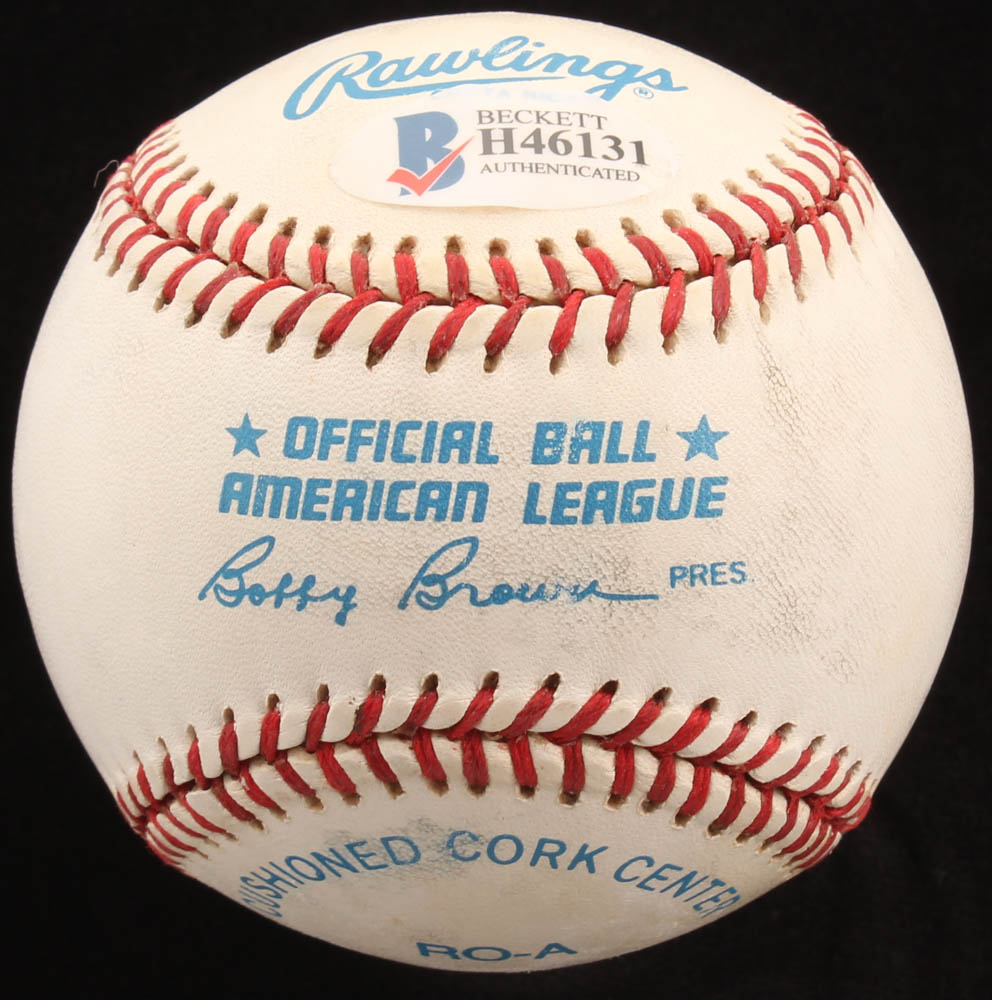 Rawlings ®
BECKETT
H46131
AUTHENTICATED
★ OFFICIAL BALL ★
AMERICAN LEAGUE
Bobby Brown PRES.
CUSHIONED CORK CENTER
RO-A